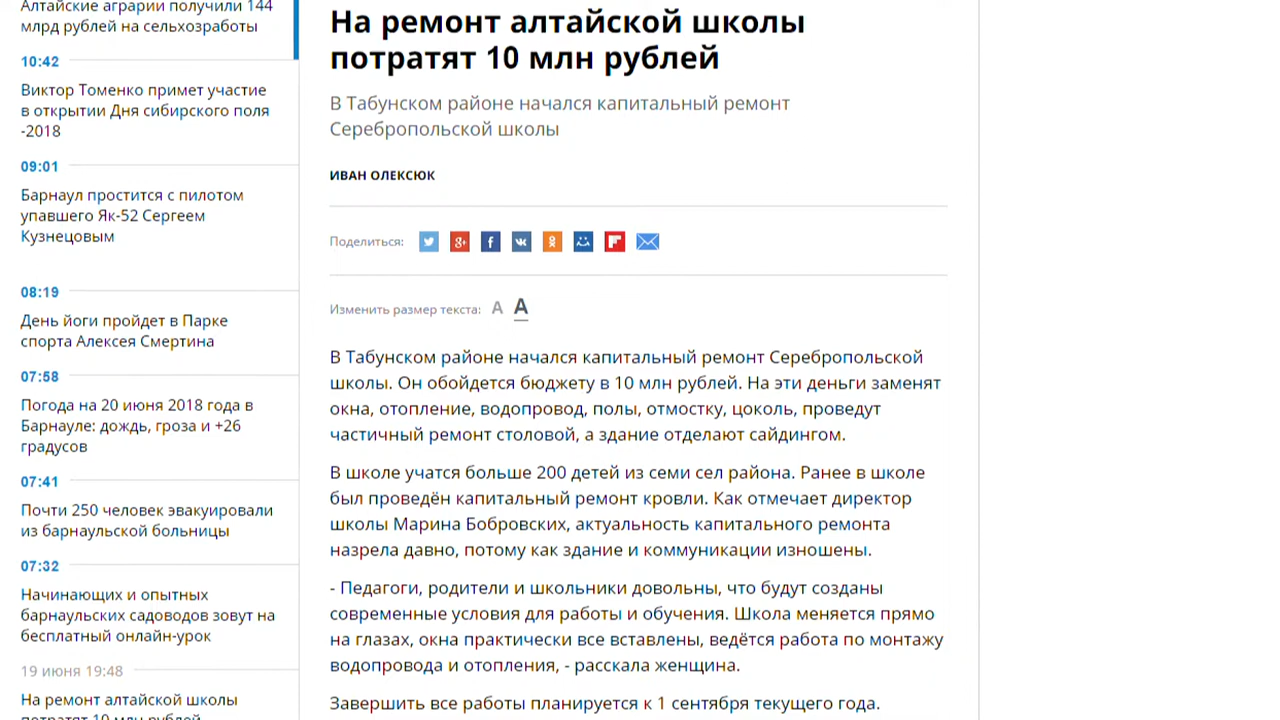 Алтайские аграрии получили 144
млрд рублей на сельхозработы
10:42
Виктор Томенко примет участие
в открытии Дня сибирского поля
-2018
09:01
Барнаул простится с пилотом
упавшего Як-52 Сергеем
Кузнецовым
08:19
День йоги пройдет в Парке
спорта Алексея Смертина
07:58
Погода на 20 июня 2018 года в
Барнауле: дождь, гроза и +26
градусов
07:41
Почти 250 человек эвакуировали
из барнаульской больницы
07:32
Начинающих и опытных
барнаульских садоводов зовут на
бесплатный онлайн-урок
19 июня 19:48
На ремонт алтайской школы
потратят 10 млн рублей
На ремонт алтайской школы
потратят 10 млн рублей
В Табунском районе начался капитальный ремонт
Серебропольской школы
ИВАН ОЛЕКСЮК
Поделиться:
Изменить размер текста: А А
В Табунском районе начался капитальный ремонт Серебропольской
школы. Он обойдется бюджету в 10 млн рублей. На эти деньги заменят
окна, отопление, водопровод, полы, отмостку, цоколь, проведут
частичный ремонт столовой, а здание отделают сайдингом.
В школе учатся больше 200 детей из семи сел района. Ранее в школе
был проведён капитальный ремонт кровли. Как отмечает директор
школы Марина Бобровских, актуальность капитального ремонта
назрела давно, потому как здание и коммуникации изношены.
- Педагоги, родители и школьники довольны, что будут созданы
современные условия для работы и обучения. Школа меняется прямо
на глазах, окна практически все вставлены, ведётся работа по монтажу
водопровода и отопления, - расскала женщина.
Завершить все работы планируется к 1 сентября текущего года.